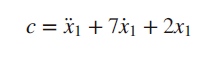 c = ẍ₁ + 7ẋ₁ + 2x₁